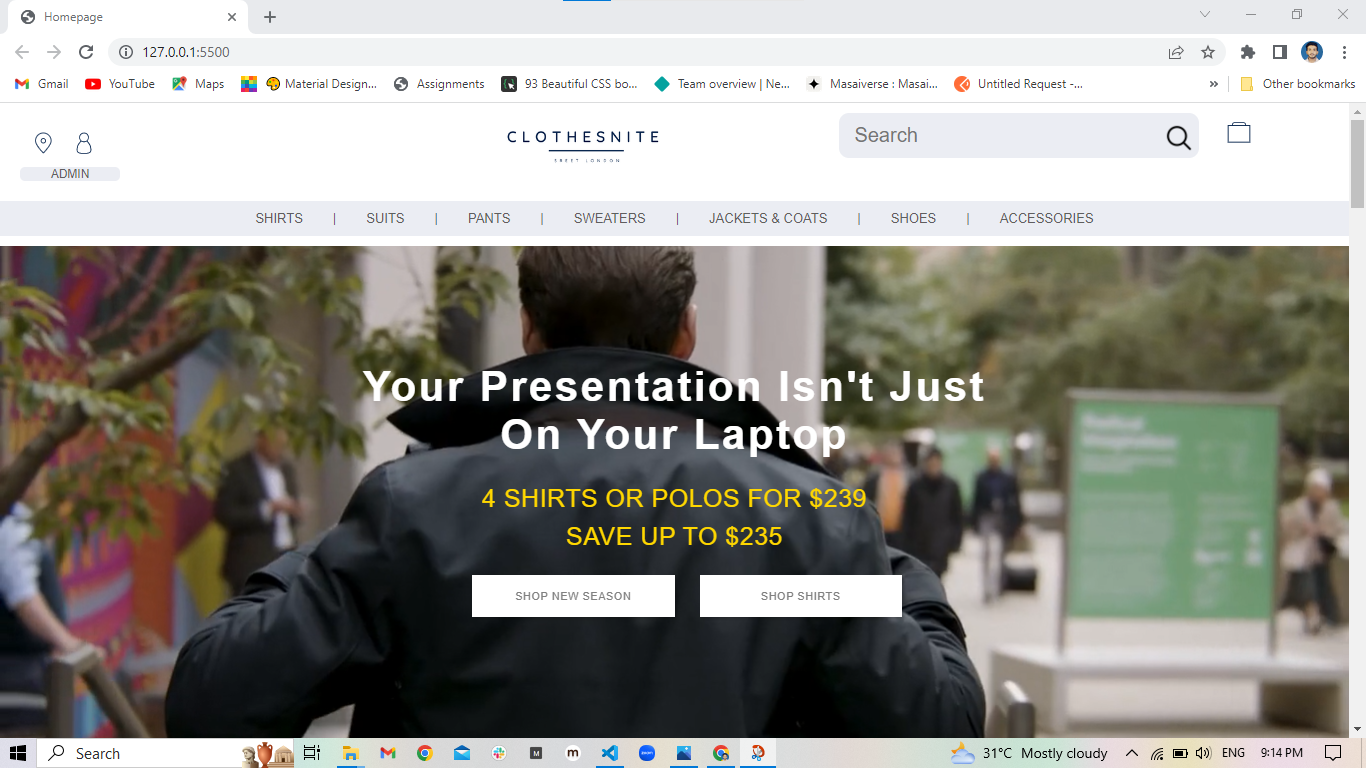 Homepage
127.0.0.1:5500
Gmail
YouTube
Maps
Material Design...
Assignments
93 Beautiful CSS bo...
Team overview | Ne...
Masaiverse : Masai...
Untitled Request -...
»
Other bookmarks
ADMIN
CLOTHESNITE
Search
SHIRTS | SUITS | PANTS | SWEATERS | JACKETS & COATS | SHOES | ACCESSORIES
Your Presentation Isn't Just
On Your Laptop
4 SHIRTS OR POLOS FOR $239
SAVE UP TO $235
SHOP NEW SEASON
SHOP SHIRTS
Search
31°C Mostly cloudy
ENG
9:14 PM